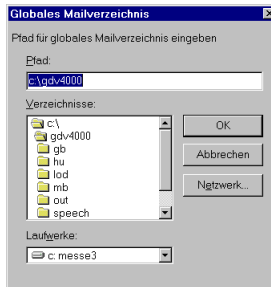 Globales Mailverzeichnis
Pfad für globales Mailverzeichnis eingeben
Pfad:
c:\gdv4000
Verzeichnisse:
c:\
gdv4000
gb
hu
lod
mb
out
speech
OK
Abbrechen
Netzwerk...
Laufwerke:
c: messe3